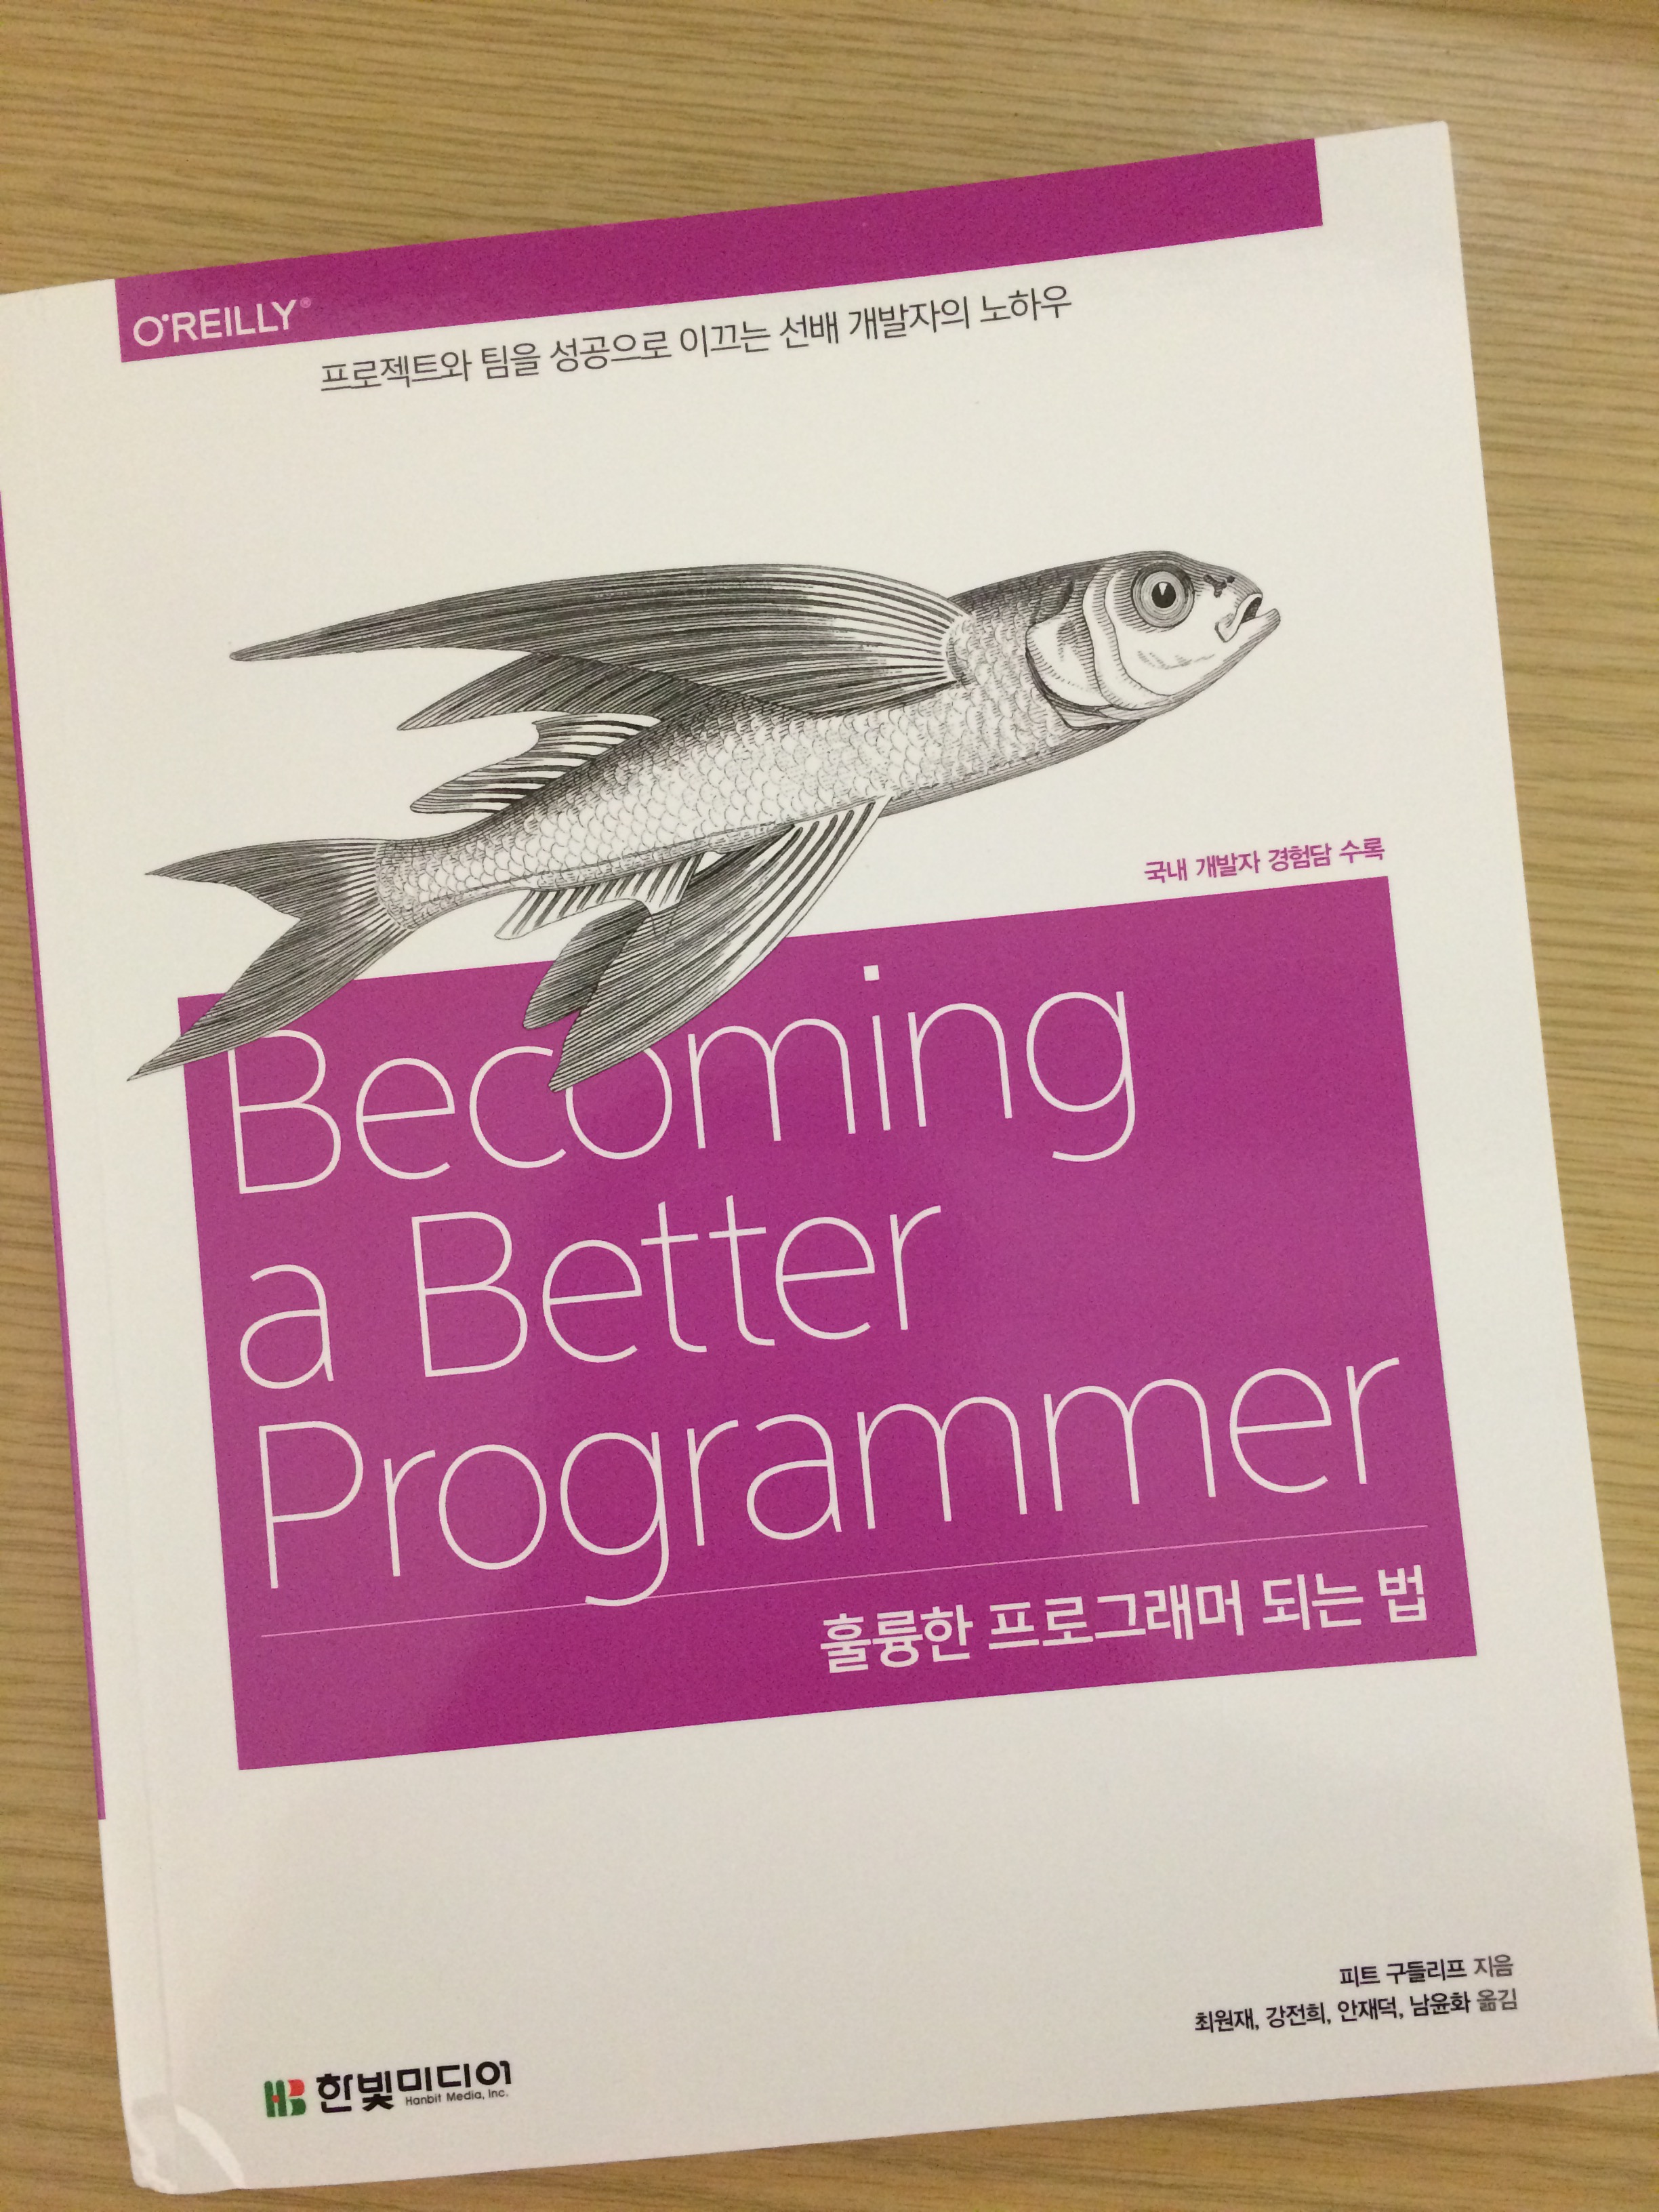 O'REILLY®
프로젝트와 팀을 성공으로 이끄는 선배 개발자의 노하우
국내 개발자 경험담 수록
Becoming
a Better
Programmer
훌륭한 프로그래머 되는 법
피트 구들리프 지음
최원재, 강전희, 안재덕, 남윤화 옮김
HB 한빛미디어
Hanbit Media, Inc.